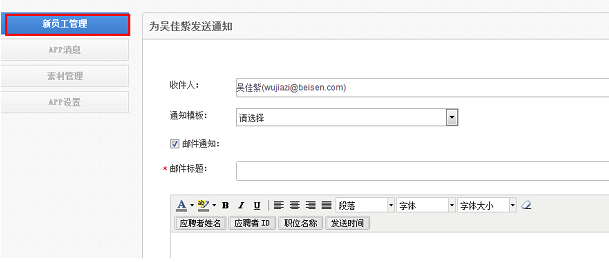 新员工管理
APP消息
素材管理
APP设置
为吴佳紫发送通知
收件人： 吴佳紫(wujiazi@beisen.com)
通知模板： 请选择
邮件通知：
*邮件标题：
A ab B I U 段落 字体 字体大小
应聘者姓名 应聘者ID 职位名称 发送时间